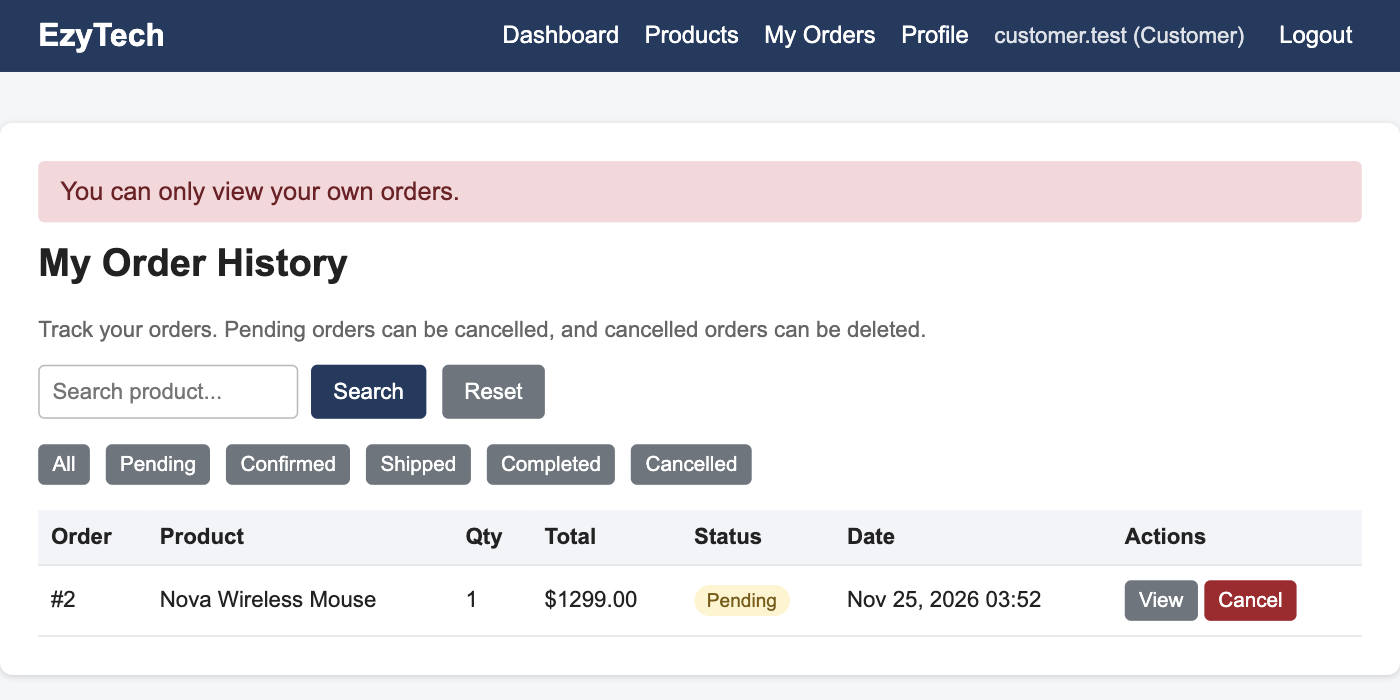 EzyTech Dashboard Products My Orders Profile customer.test (Customer) Logout
You can only view your own orders.
My Order History
Track your orders. Pending orders can be cancelled, and cancelled orders can be deleted.
Search product... Search Reset
All Pending Confirmed Shipped Completed Cancelled
Order Product Qty Total Status Date Actions
#2 Nova Wireless Mouse 1 $1299.00 Pending Nov 25, 2026 03:52 View Cancel